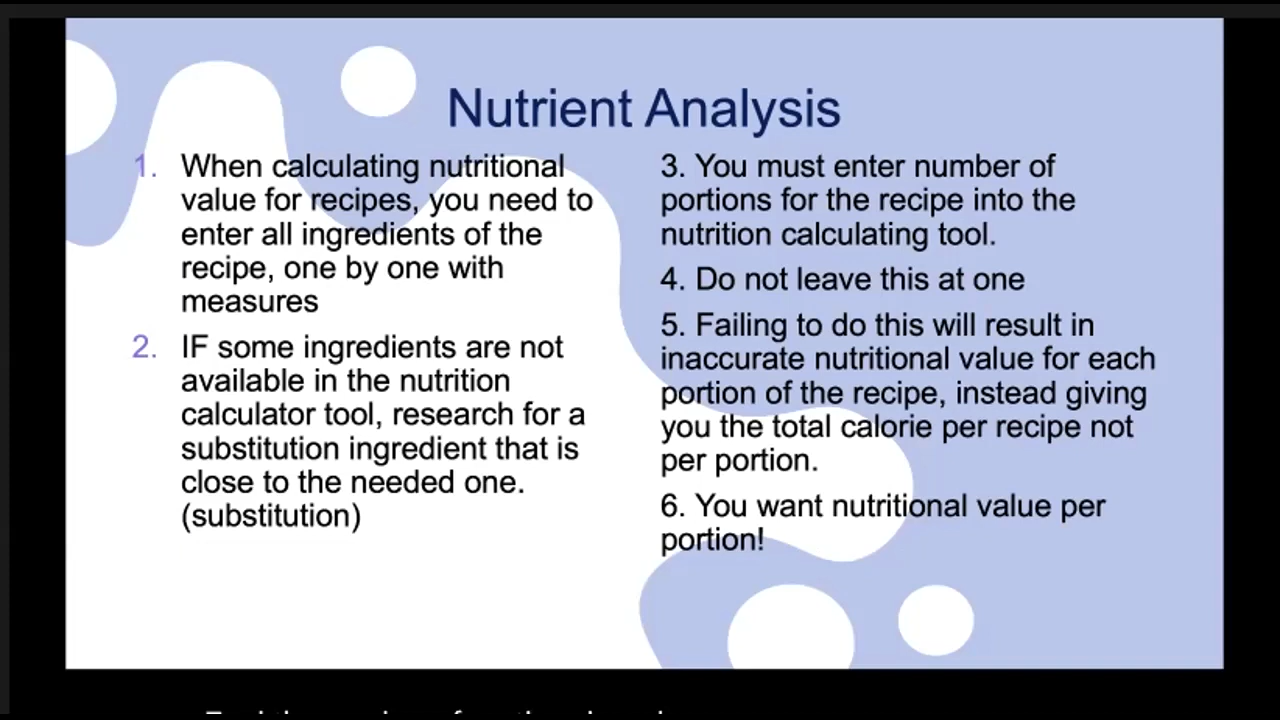 Nutrient Analysis
1. When calculating nutritional
value for recipes, you need to
enter all ingredients of the
recipe, one by one with
measures
2. IF some ingredients are not
available in the nutrition
calculator tool, research for a
substitution ingredient that is
close to the needed one.
(substitution)
3. You must enter number of
portions for the recipe into the
nutrition calculating tool.
4. Do not leave this at one
5. Failing to do this will result in
inaccurate nutritional value for each
portion of the recipe, instead giving
you the total calorie per recipe not
per portion.
6. You want nutritional value per
portion!